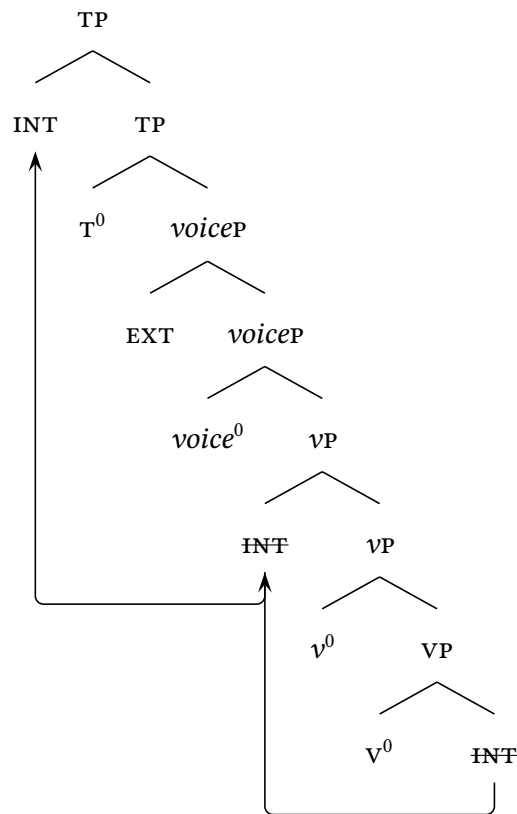 TP
INT TP
T⁰ voiceP
EXT voiceP
voice⁰ vP
INT vP
v⁰ VP
V⁰ INT